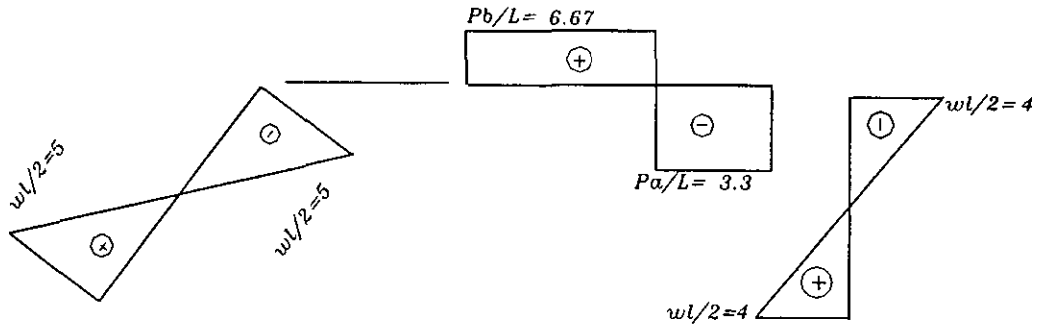 Pb/L= 6.67
+
−
−
wl/2= 4
−
wl/2=5
Pa/L= 3.3
wl/2=5
+
+
wl/2=4